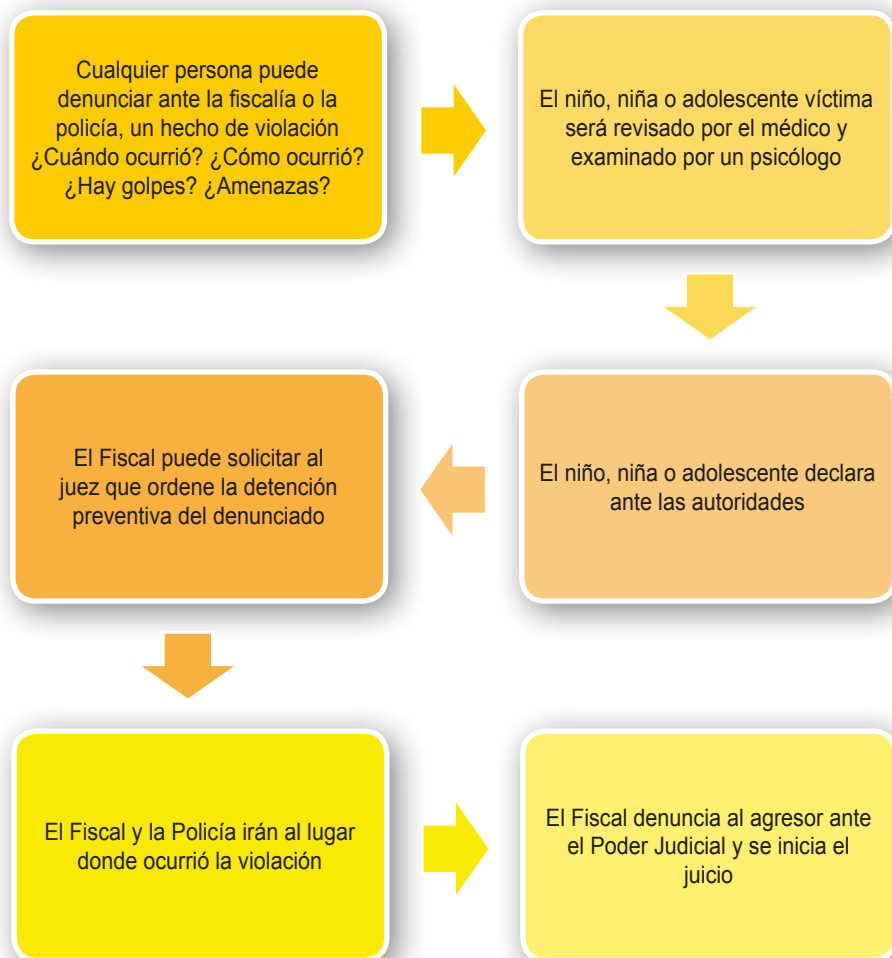 Cualquier persona puede
denunciar ante la fiscalía o la
policía, un hecho de violación
¿Cuándo ocurrió? ¿Cómo ocurrió?
¿Hay golpes? ¿Amenazas?
El niño, niña o adolescente víctima
será revisado por el médico y
examinado por un psicólogo
El niño, niña o adolescente declara
ante las autoridades
El Fiscal puede solicitar al
juez que ordene la detención
preventiva del denunciado
El Fiscal y la Policía irán al lugar
donde ocurrió la violación
El Fiscal denuncia al agresor ante
el Poder Judicial y se inicia el
juicio